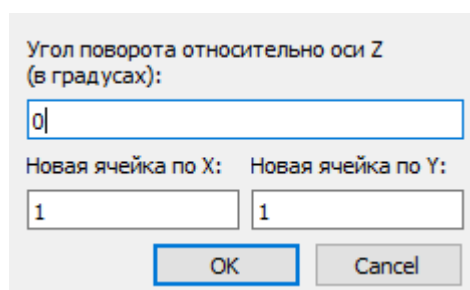 Угол поворота относительно оси Z
(в градусах):
0
Новая ячейка по X: Новая ячейка по Y:
1 1
OK Cancel